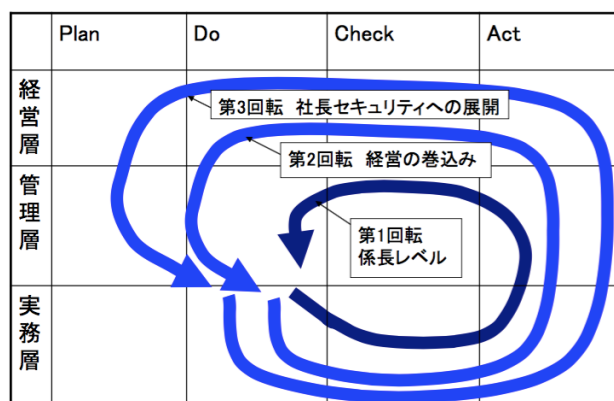 Plan
Do
Check
Act
経営層
第3回転 社長セキュリティへの展開
第2回転 経営の巻込み
管理層
第1回転
係長レベル
実務層